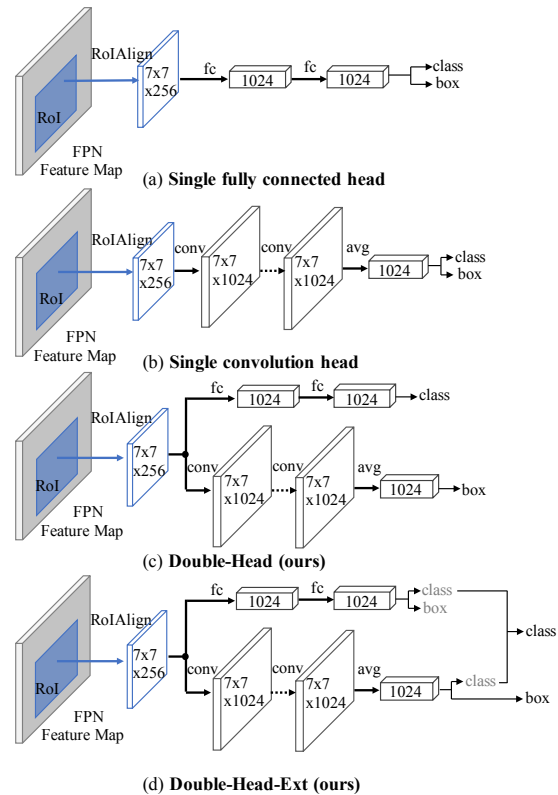 RoIAlign
7x7
x256
fc
1024
fc
1024
class
box
RoI
FPN
Feature Map
(a) Single fully connected head
RoIAlign
7x7
x256
conv
7x7
x1024
conv
7x7
x1024
avg
1024
class
box
RoI
FPN
Feature Map
(b) Single convolution head
RoIAlign
7x7
x256
fc
1024
fc
1024
class
conv
7x7
x1024
conv
7x7
x1024
avg
1024
box
RoI
FPN
Feature Map
(c) Double-Head (ours)
RoIAlign
7x7
x256
fc
1024
fc
1024
class
box
class
conv
7x7
x1024
conv
7x7
x1024
avg
1024
class
box
RoI
FPN
Feature Map
(d) Double-Head-Ext (ours)